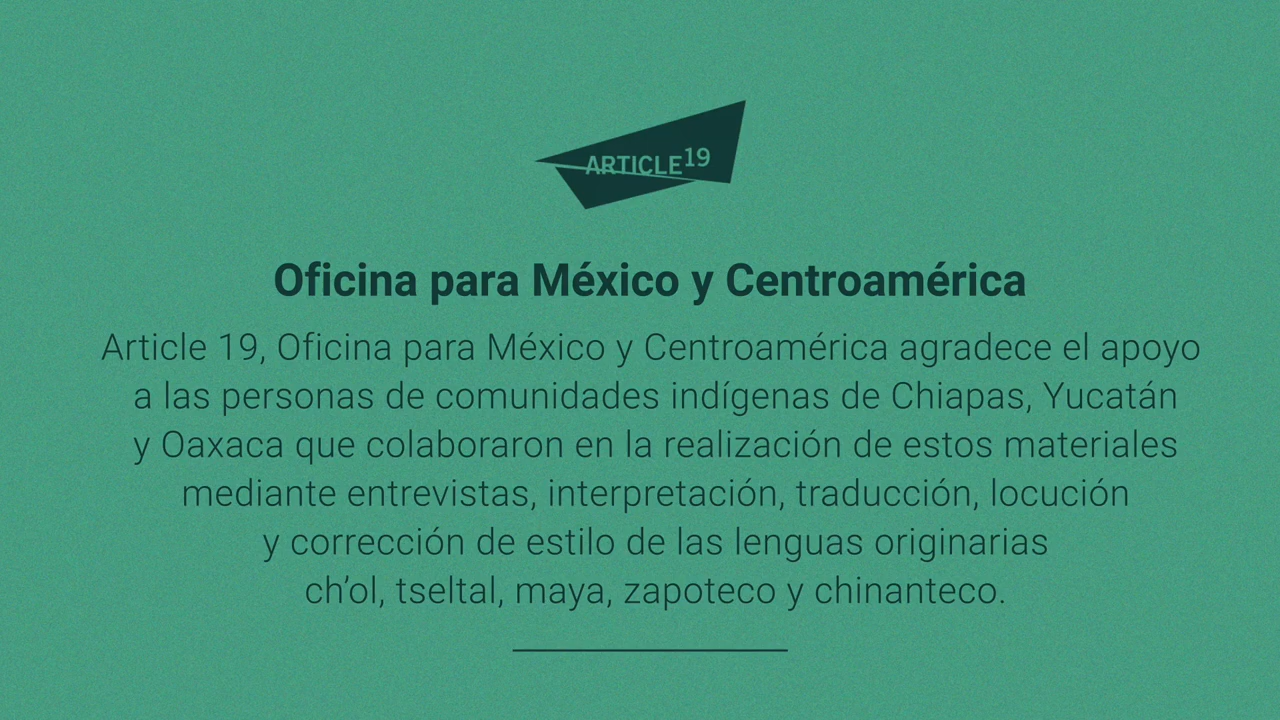 ARTICLE 19
Oficina para México y Centroamérica
Article 19, Oficina para México y Centroamérica agradece el apoyo
a las personas de comunidades indígenas de Chiapas, Yucatán
y Oaxaca que colaboraron en la realización de estos materiales
mediante entrevistas, interpretación, traducción, locución
y corrección de estilo de las lenguas originarias
ch’ol, tseltal, maya, zapoteco y chinanteco.